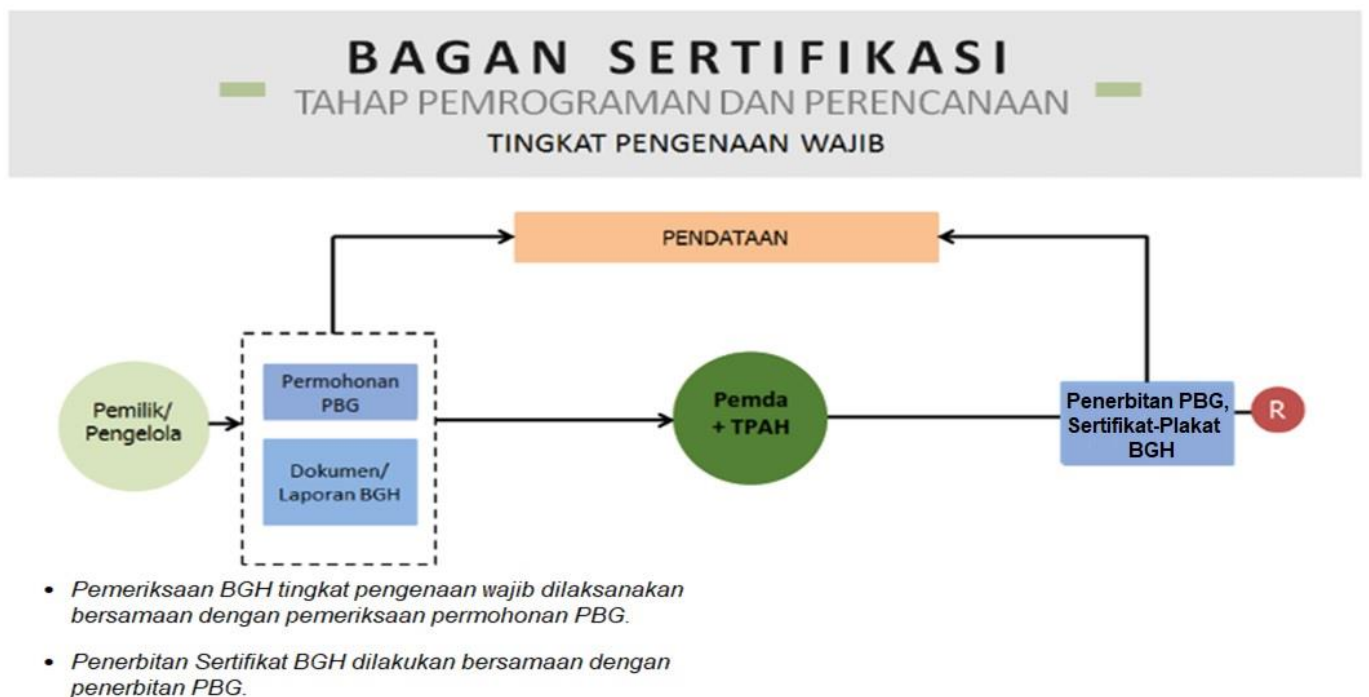 BAGAN SERTIFIKASI
TAHAP PEMROGRAMAN DAN PERENCANAAN
TINGKAT PENGENAAN WAJIB
PENDATAAN
Pemilik/
Pengelola
Permohonan
PBG
Dokumen/
Laporan BGH
Pemda
+ TPAH
Penerbitan PBG,
Sertifikat-Plakat
BGH
R
• Pemeriksaan BGH tingkat pengenaan wajib dilaksanakan
bersamaan dengan pemeriksaan permohonan PBG.
• Penerbitan Sertifikat BGH dilakukan bersamaan dengan
penerbitan PBG.